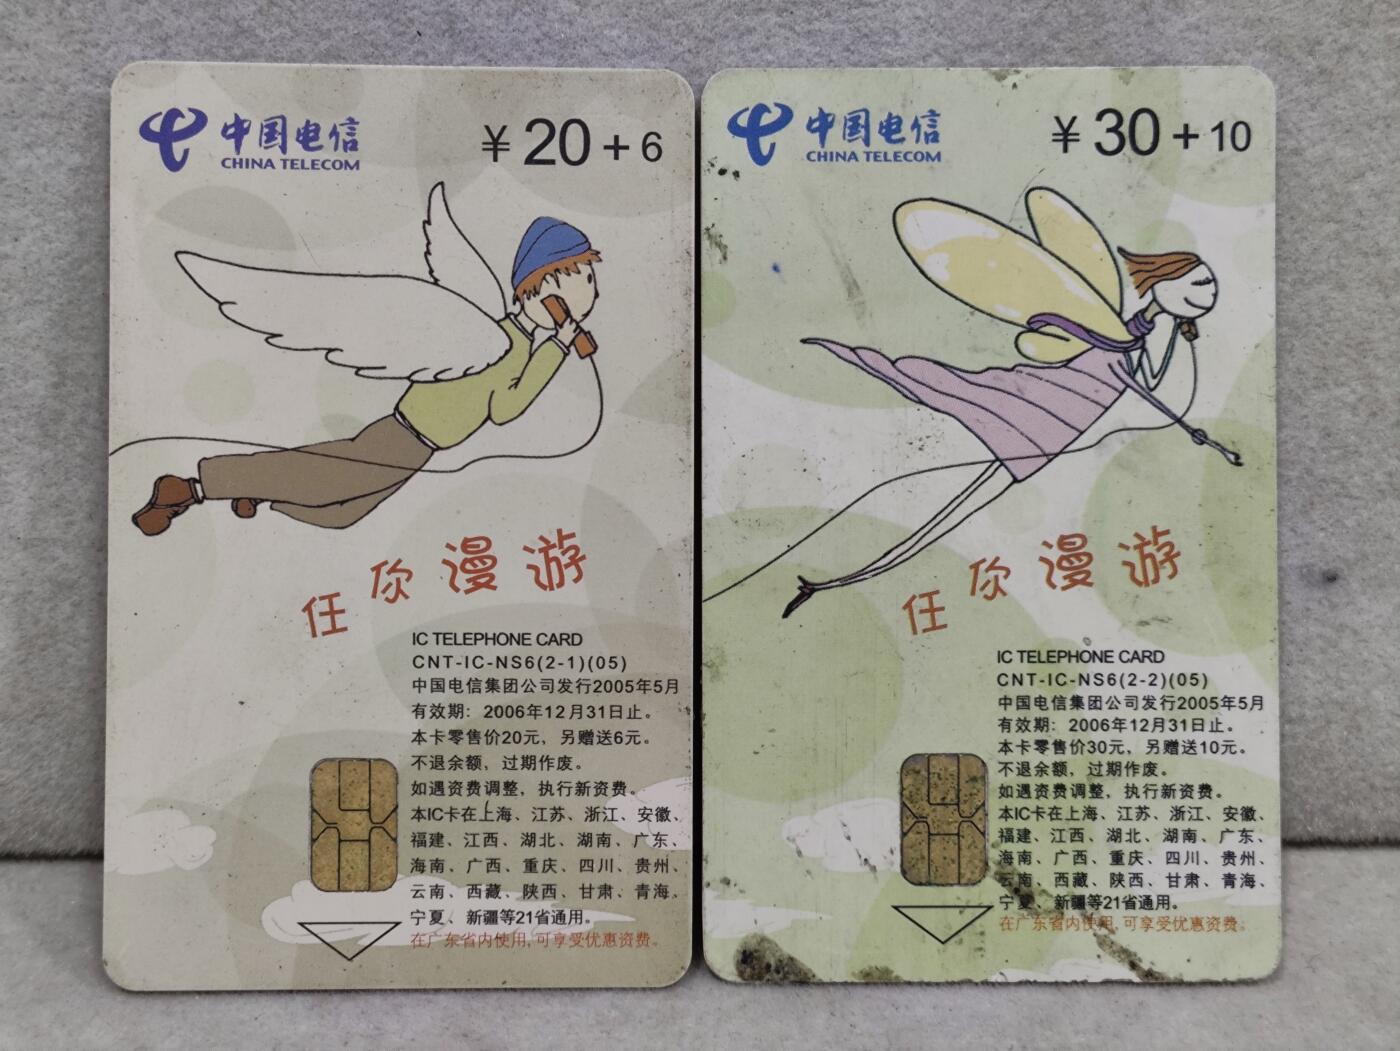 中国电信
CHINA TELECOM
¥20+6
任你漫游
IC TELEPHONE CARD
CNT-IC-NS6(2-1)(05)
中国电信集团公司发行2005年5月
有效期：2006年12月31日止。
本卡零售价20元，另赠送6元。
不退余额，过期作废。
如遇资费调整，执行新资费。
本IC卡在上海、江苏、浙江、安徽、
福建、江西、湖北、湖南、广东、
海南、广西、重庆、四川、贵州、
云南、西藏、陕西、甘肃、青海、
宁夏、新疆等21省通用。
在广东省内使用,可享受优惠资费。
中国电信
CHINA TELECOM
¥30+10
任你漫游
IC TELEPHONE CARD
CNT-IC-NS6(2-2)(05)
中国电信集团公司发行2005年5月
有效期：2006年12月31日止。
本卡零售价30元，另赠送10元。
不退余额，过期作废。
如遇资费调整，执行新资费。
本IC卡在上海、江苏、浙江、安徽、
福建、江西、湖北、湖南、广东、
海南、广西、重庆、四川、贵州、
云南、西藏、陕西、甘肃、青海、
宁夏、新疆等21省通用。
在广东省内使用,可享受优惠资费。